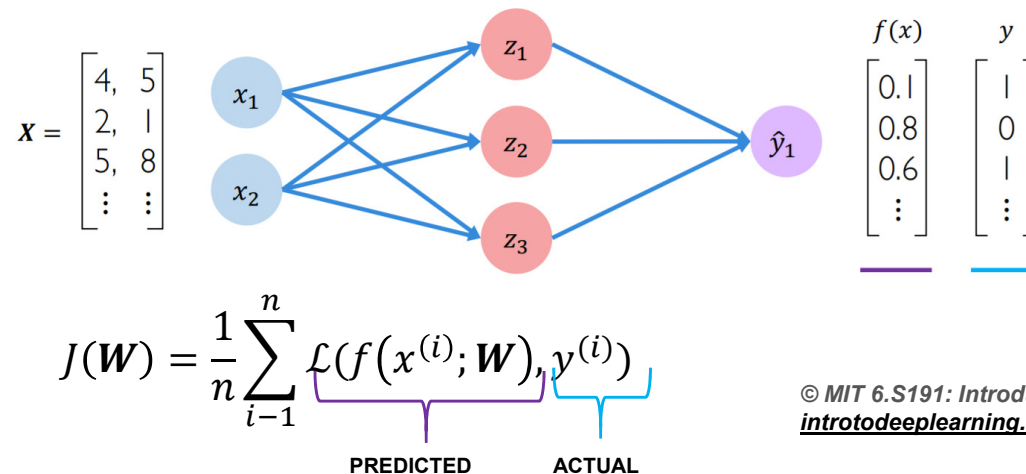 X = [4, 5
2, 1
5, 8
⋮ ⋮]
x₁
x₂
z₁
z₂
z₃
ŷ₁
f(x)
[0.1
0.8
0.6
⋮]
y
[1
0
1
⋮]
J(W) = 1/n ∑ⁿᵢ₋₁ ℒ(f(x⁽ⁱ⁾; W), y⁽ⁱ⁾)
PREDICTED
ACTUAL
© MIT 6.S191: Introd
introtodeeplearning.